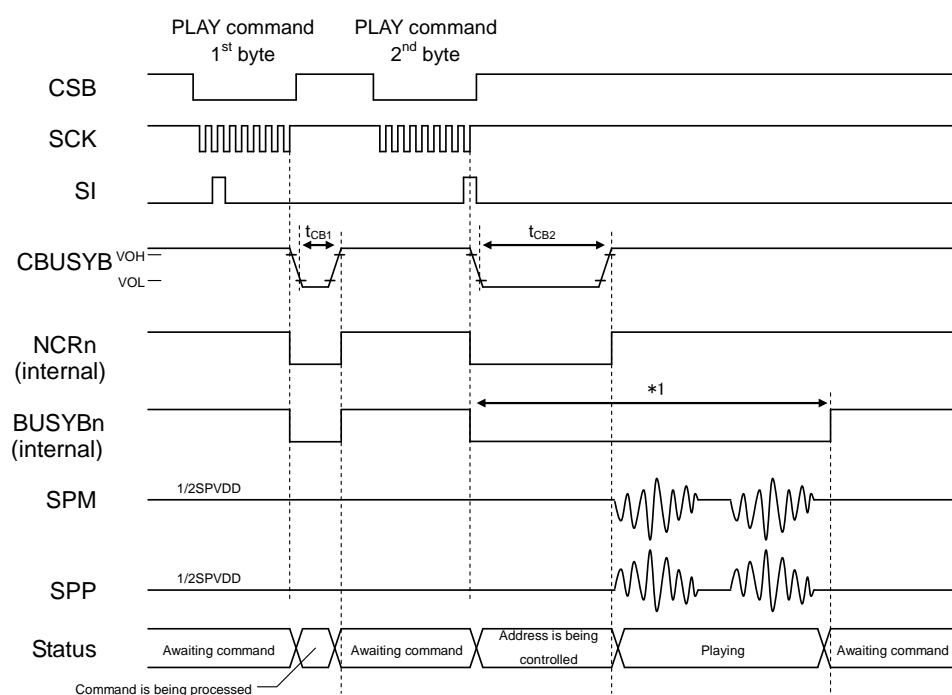 PLAY command
1st byte
PLAY command
2nd byte
CSB
SCK
SI
tCB1
tCB2
CBUSYB
VOH
VOL
NCRn
(internal)
*1
BUSYBn
(internal)
SPM
1/2SPVDD
SPP
1/2SPVDD
Status
Awaiting command
Awaiting command
Address is being
controlled
Playing
Awaiting command
Command is being processed